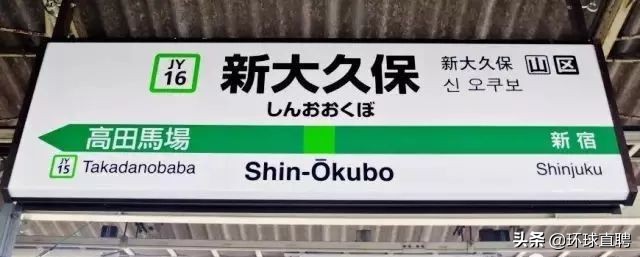 JY
16
新大久保
しんおおくぼ
新大久保 山 区
신 오쿠보
高田馬場
新宿
JY
15
Takadanobaba
Shin-Ōkubo
Shinjuku
头条 @环球直聘